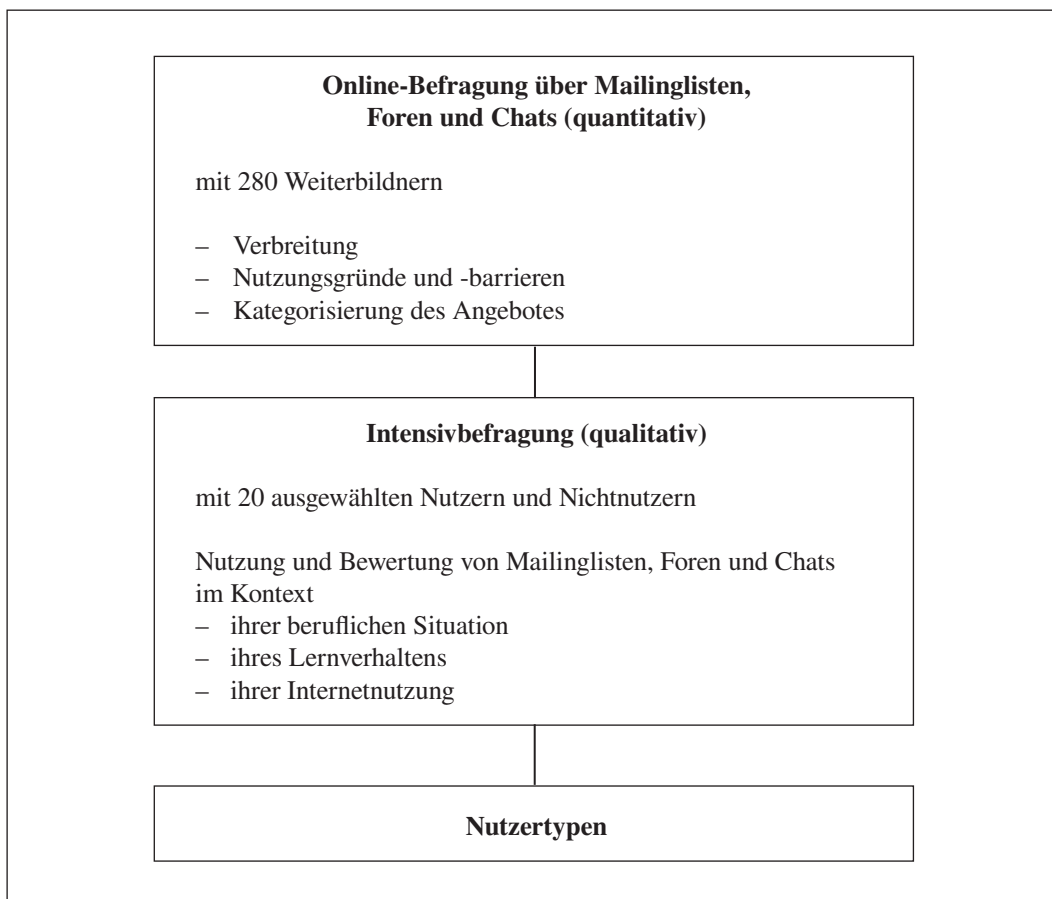 Online-Befragung über Mailinglisten,
Foren und Chats (quantitativ)
mit 280 Weiterbildnern
– Verbreitung
– Nutzungsgründe und -barrieren
– Kategorisierung des Angebotes
Intensivbefragung (qualitativ)
mit 20 ausgewählten Nutzern und Nichtnutzern
Nutzung und Bewertung von Mailinglisten, Foren und Chats
im Kontext
– ihrer beruflichen Situation
– ihres Lernverhaltens
– ihrer Internetnutzung
Nutzertypen